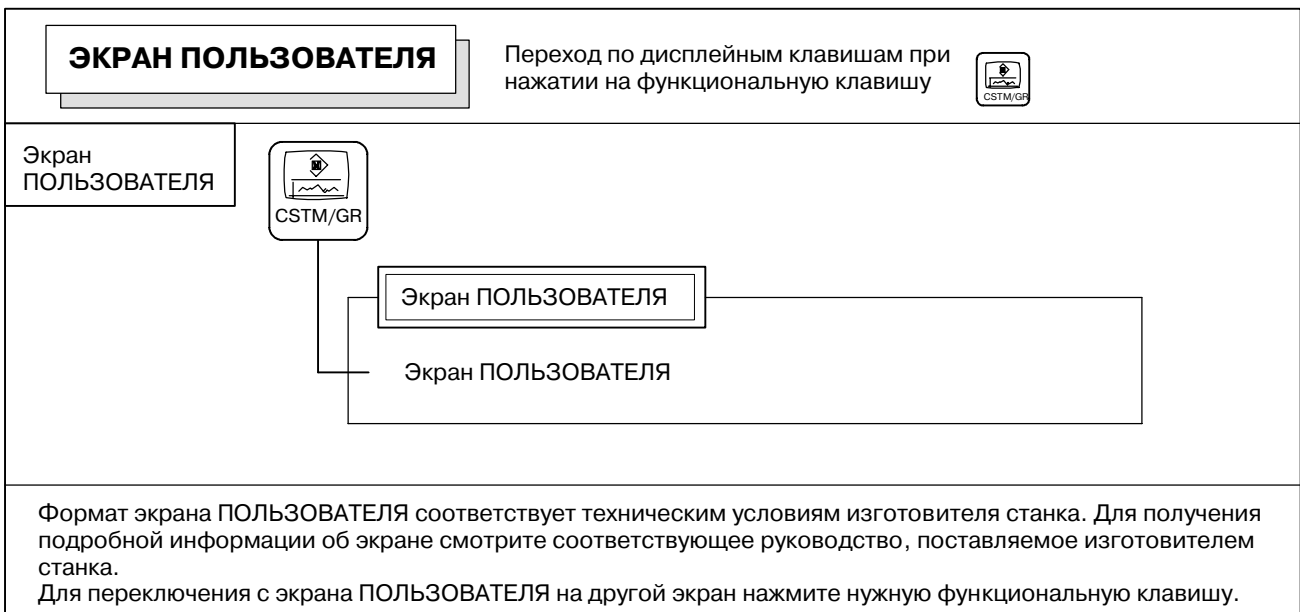 ЭКРАН ПОЛЬЗОВАТЕЛЯ
Переход по дисплейным клавишам при
нажатии на функциональную клавишу
CSTM/GR
Экран
ПОЛЬЗОВАТЕЛЯ
M
CSTM/GR
Экран ПОЛЬЗОВАТЕЛЯ
Экран ПОЛЬЗОВАТЕЛЯ
Формат экрана ПОЛЬЗОВАТЕЛЯ соответствует техническим условиям изготовителя станка. Для получения
подробной информации об экране смотрите соответствующее руководство, поставляемое изготовителем
станка.
Для переключения с экрана ПОЛЬЗОВАТЕЛЯ на другой экран нажмите нужную функциональную клавишу.